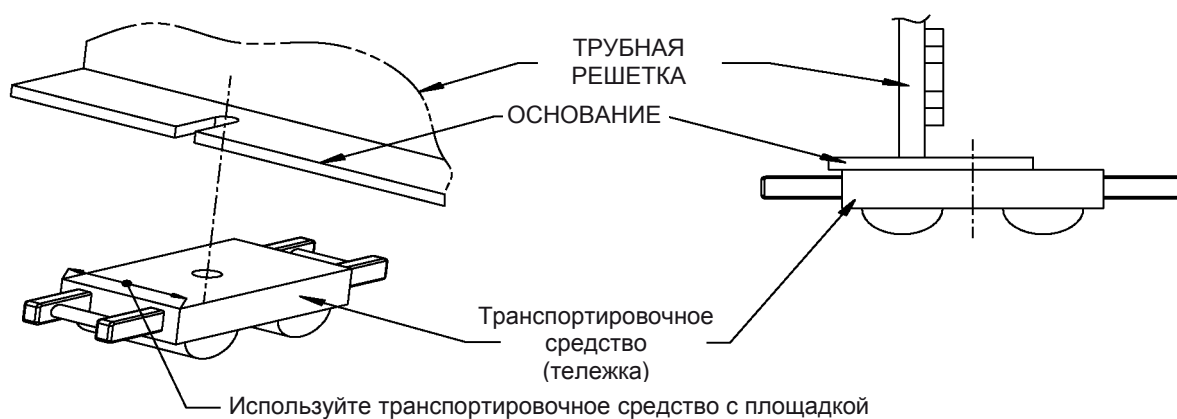 ТРУБНАЯ
РЕШЕТКА
ОСНОВАНИЕ
Транспортировочное
средство
(тележка)
Используйте транспортировочное средство с площадкой